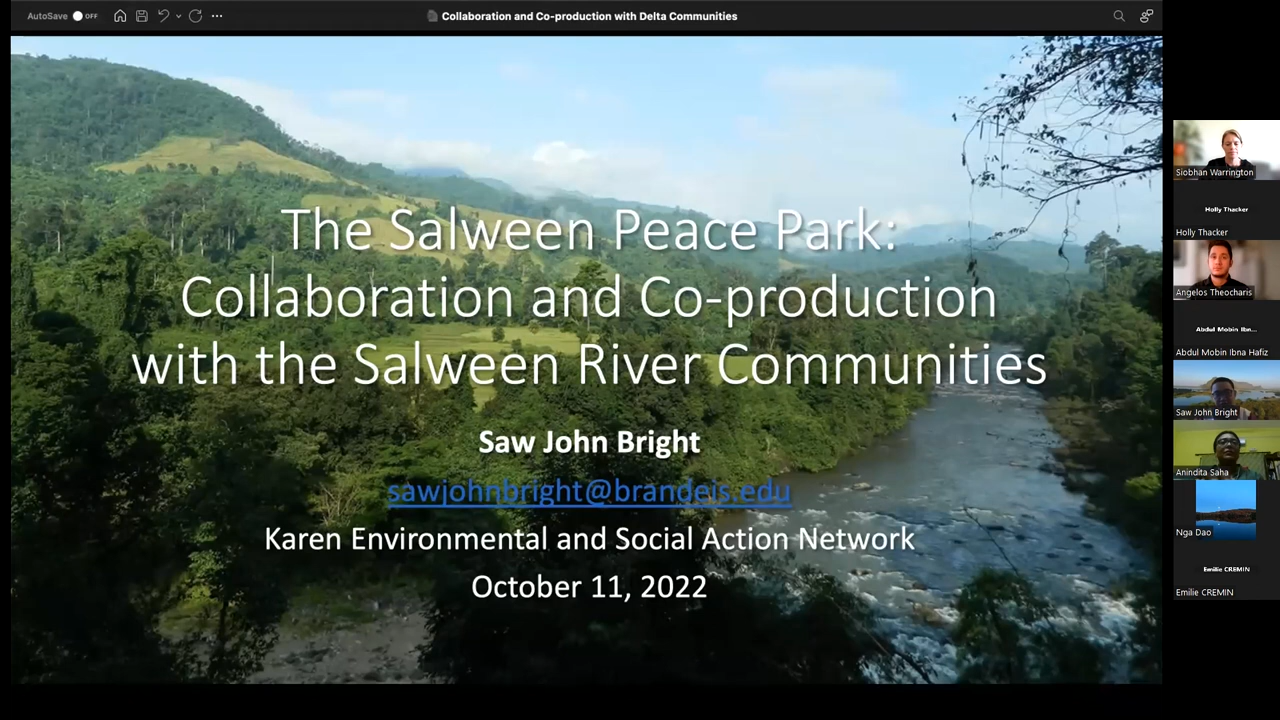 AutoSave OFF
Collaboration and Co-production with Delta Communities
The Salween Peace Park:
Collaboration and Co-production
with the Salween River Communities
Saw John Bright
sawjohnbright@brandeis.edu
Karen Environmental and Social Action Network
October 11, 2022
Siobhan Warrington
Holly Thacker
Holly Thacker
Angelos Theocharis
Abdul Mobin Ibn...
Abdul Mobin Ibna Hafiz
Saw John Bright
Anindita Saha
Nga Dao
Emilie CREMIN
Emilie CREMIN